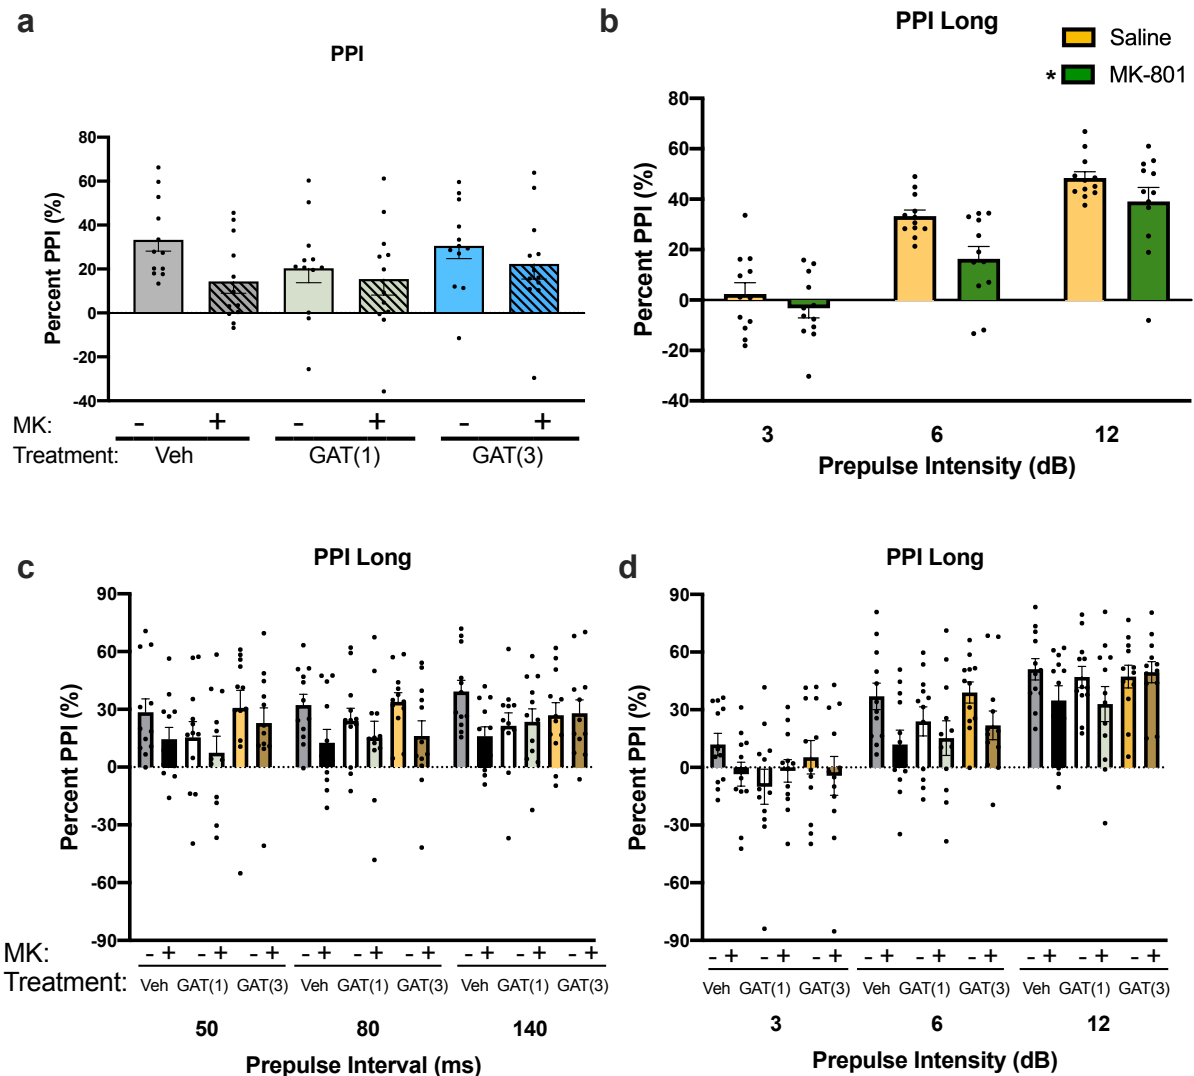 a
PPI
Percent PPI (%)
80
60
40
20
0
-20
-40
MK: - + - + - +
Treatment: Veh GAT(1) GAT(3)
b
PPI Long
Saline
* MK-801
Percent PPI (%)
80
60
40
20
0
-20
-40
3 6 12
Prepulse Intensity (dB)
c
PPI Long
Percent PPI (%)
90
60
30
0
-30
-60
-90
MK: - + - + - + - + - + - + - + - + - +
Treatment: Veh GAT(1) GAT(3) Veh GAT(1) GAT(3) Veh GAT(1) GAT(3)
50 80 140
Prepulse Interval (ms)
d
PPI Long
Percent PPI (%)
90
60
30
0
-30
-60
-90
- + - + - + - + - + - + - + - + - +
Veh GAT(1) GAT(3) Veh GAT(1) GAT(3) Veh GAT(1) GAT(3)
3 6 12
Prepulse Intensity (dB)